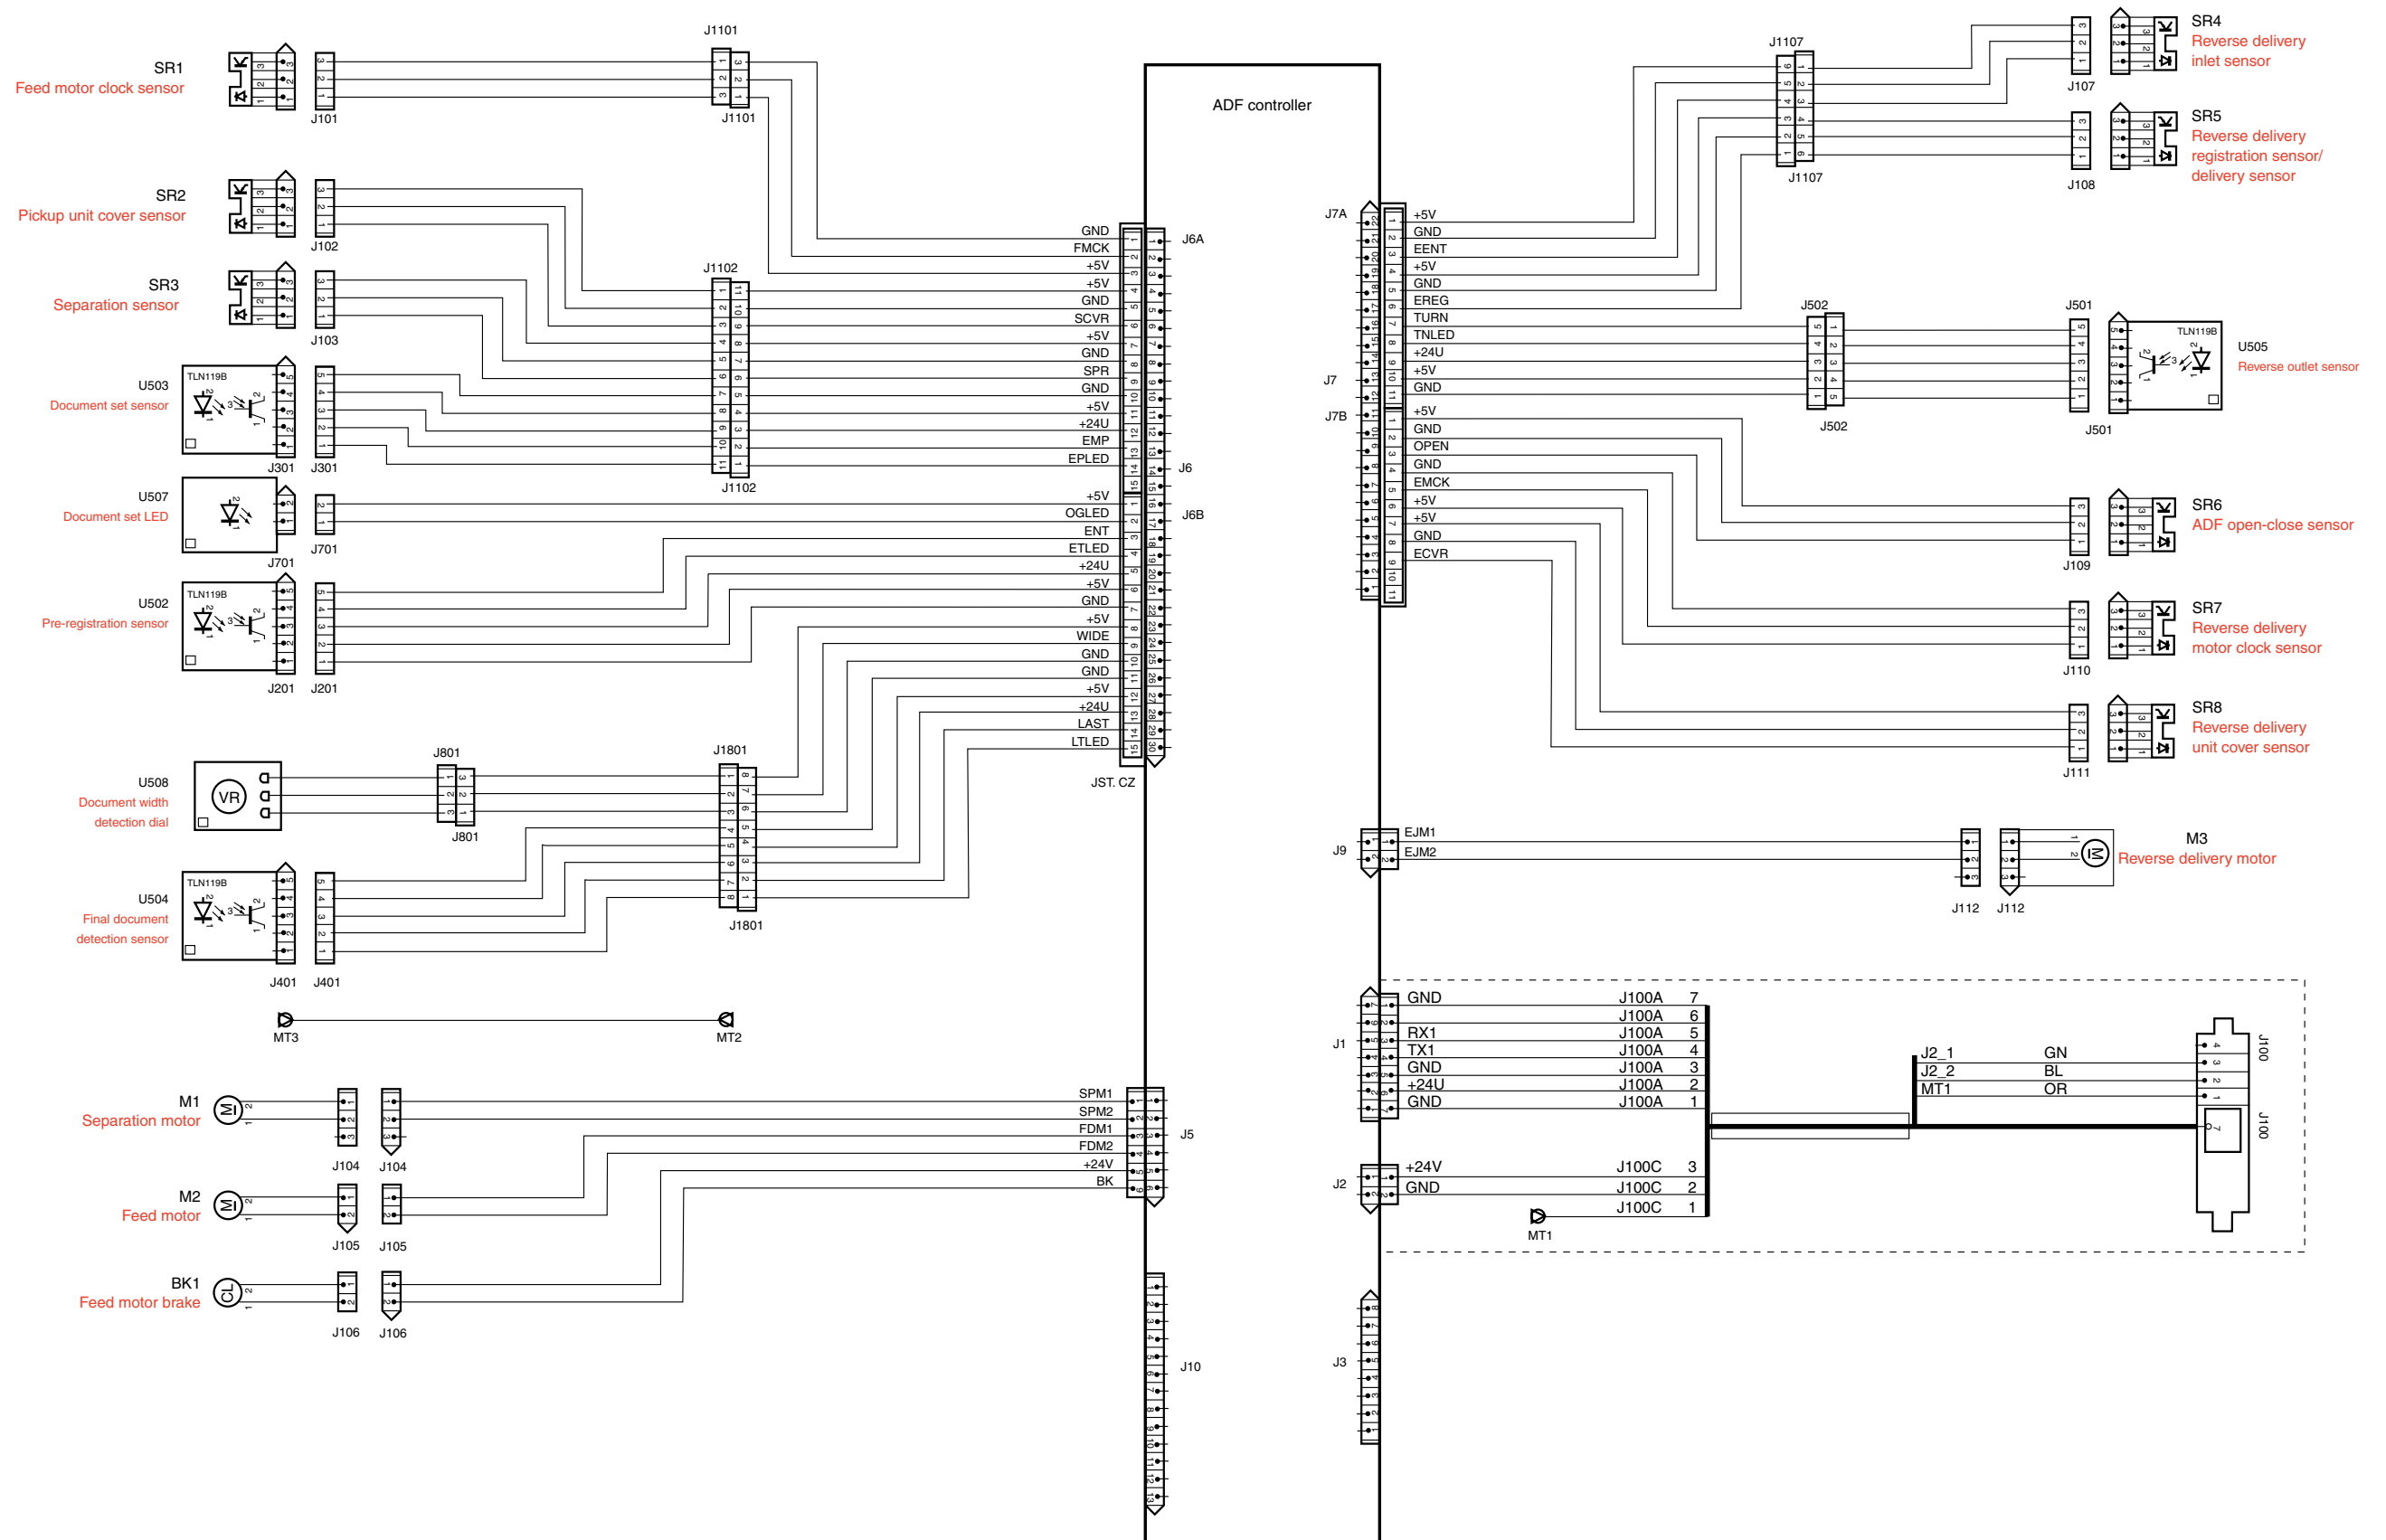 ADF controller
SR1
Feed motor clock sensor
J101
J1101
J1101
SR2
Pickup unit cover sensor
J102
SR3
Separation sensor
J103
J1102
J1102
U503
Document set sensor
TLN119B
J301
J301
U507
Document set LED
J701
J701
U502
Pre-registration sensor
TLN119B
J201
J201
U508
Document width
detection dial
VR
J801
J801
J1801
J1801
U504
Final document
detection sensor
TLN119B
J401
J401
MT3
MT2
M1
Separation motor
M
J104
J104
M2
Feed motor
M
J105
J105
BK1
Feed motor brake
CL
J106
J106
GND
FMCK
+5V
+5V
GND
SCVR
+5V
GND
SPR
GND
+5V
+24U
EMP
EPLED
+5V
OGLED
ENT
ETLED
+24U
+5V
GND
+5V
WIDE
GND
GND
+5V
+24U
LAST
LTLED
J6A
J6
J6B
JST. CZ
SPM1
SPM2
FDM1
FDM2
+24V
BK
J5
J10
J7A
J7
J7B
+5V
GND
EENT
+5V
GND
EREG
TURN
TNLED
+24U
+5V
GND
+5V
GND
OPEN
GND
EMCK
+5V
+5V
GND
ECVR
J1107
J1107
J107
SR4
Reverse delivery
inlet sensor
J108
SR5
Reverse delivery
registration sensor/
delivery sensor
J502
J502
J501
J501
TLN119B
U505
Reverse outlet sensor
J109
SR6
ADF open-close sensor
J110
SR7
Reverse delivery
motor clock sensor
J111
SR8
Reverse delivery
unit cover sensor
J9
EJM1
EJM2
J112
J112
M
M3
Reverse delivery motor
J1
GND J100A 7
J100A 6
RX1 J100A 5
TX1 J100A 4
GND J100A 3
+24U J100A 2
GND J100A 1
J2
+24V J100C 3
GND J100C 2
J100C 1
MT1
J2_1 GN
J2_2 BL
MT1 OR
J100
J100
J3